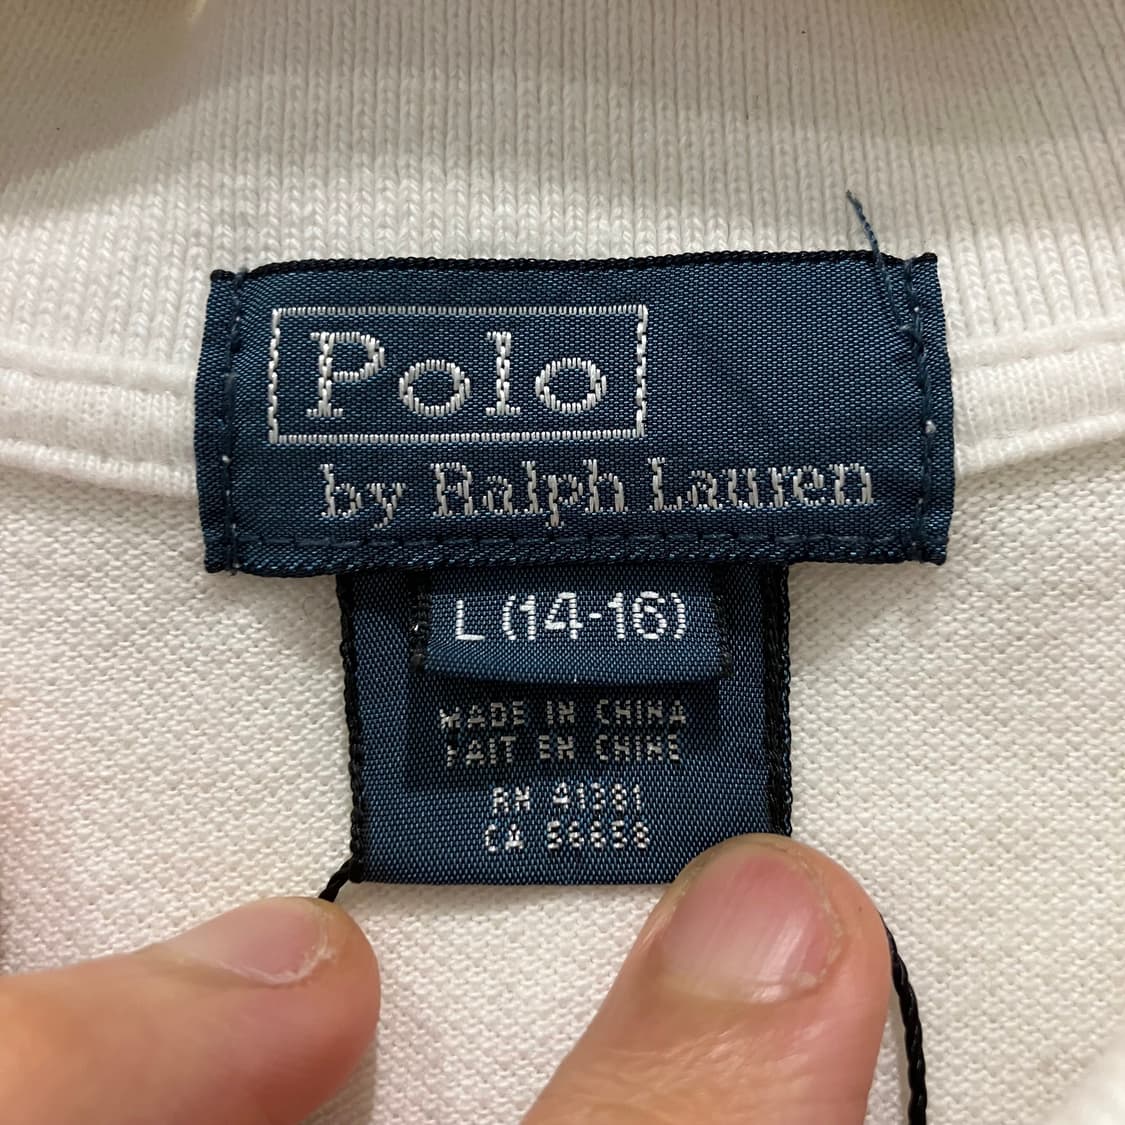 Polo
by Ralph Lauren
L (14-16)
MADE IN CHINA
FAIT EN CHINE
RN 41381
CA 56658